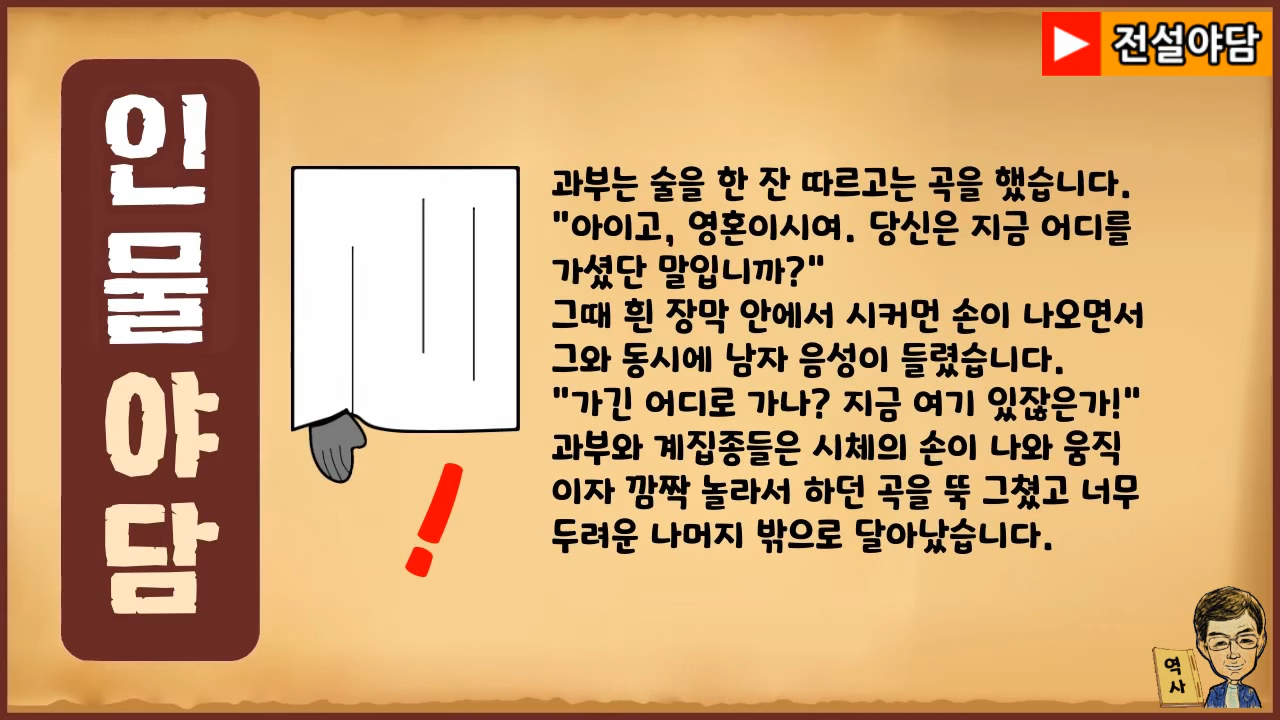 전설야담
인물야담
과부는 술을 한 잔 따르고는 곡을 했습니다.
"아이고, 영혼이시여. 당신은 지금 어디를
가셨단 말입니까?"
그때 흰 장막 안에서 시커먼 손이 나오면서
그와 동시에 남자 음성이 들렸습니다.
"가긴 어디로 가나? 지금 여기 있잖은가!"
과부와 계집종들은 시체의 손이 나와 움직
이자 깜짝 놀라서 하던 곡을 뚝 그쳤고 너무
두려운 나머지 밖으로 달아났습니다.
!
역사